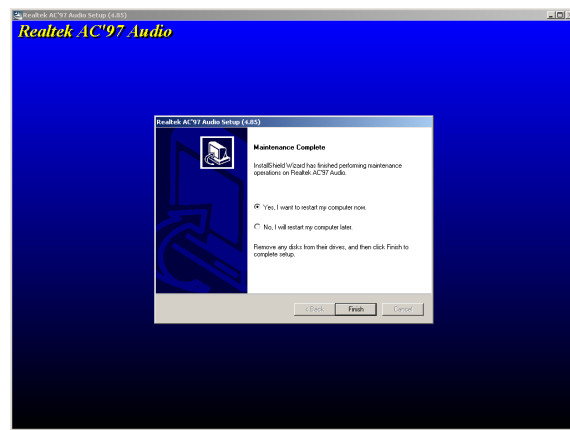 Realtek AC'97 Audio Setup (4.85)
Realtek AC'97 Audio
Realtek AC'97 Audio Setup (4.85)
Maintenance Complete
InstallShield Wizard has finished performing maintenance
operations on Realtek AC'97 Audio.
Yes, I want to restart my computer now.
No, I will restart my computer later.
Remove any disks from their drives, and then click Finish to
complete setup.
< Back Finish Cancel